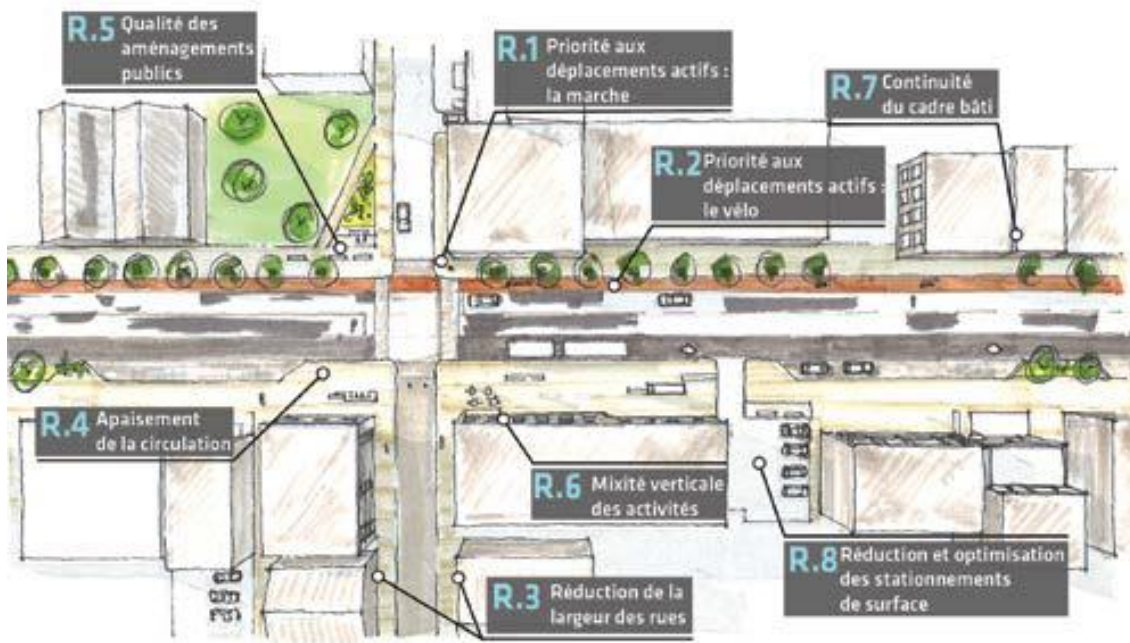 R.5 Qualité des
aménagements
publics
R.1 Priorité aux
déplacements actifs :
la marche
R.7 Continuité
du cadre bâti
R.2 Priorité aux
déplacements actifs :
le vélo
R.4 Apaisement
de la circulation
R.6 Mixité verticale
des activités
R.8 Réduction et optimisation
des stationnements
de surface
R.3 Réduction de la
largeur des rues